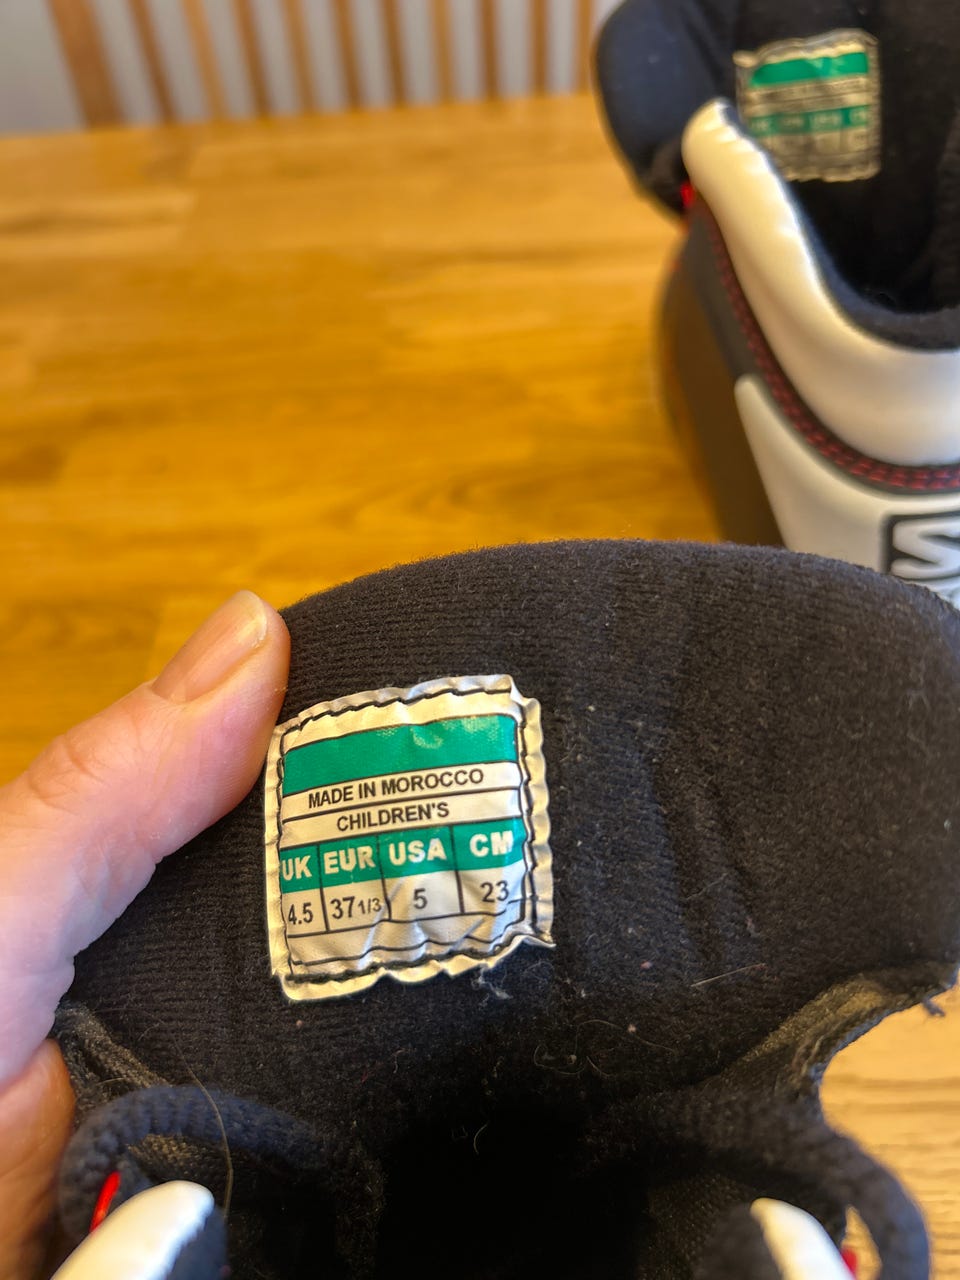 MADE IN MOROCCO
CHILDREN'S
UK EUR USA CM
4.5 37 1/3 5 23